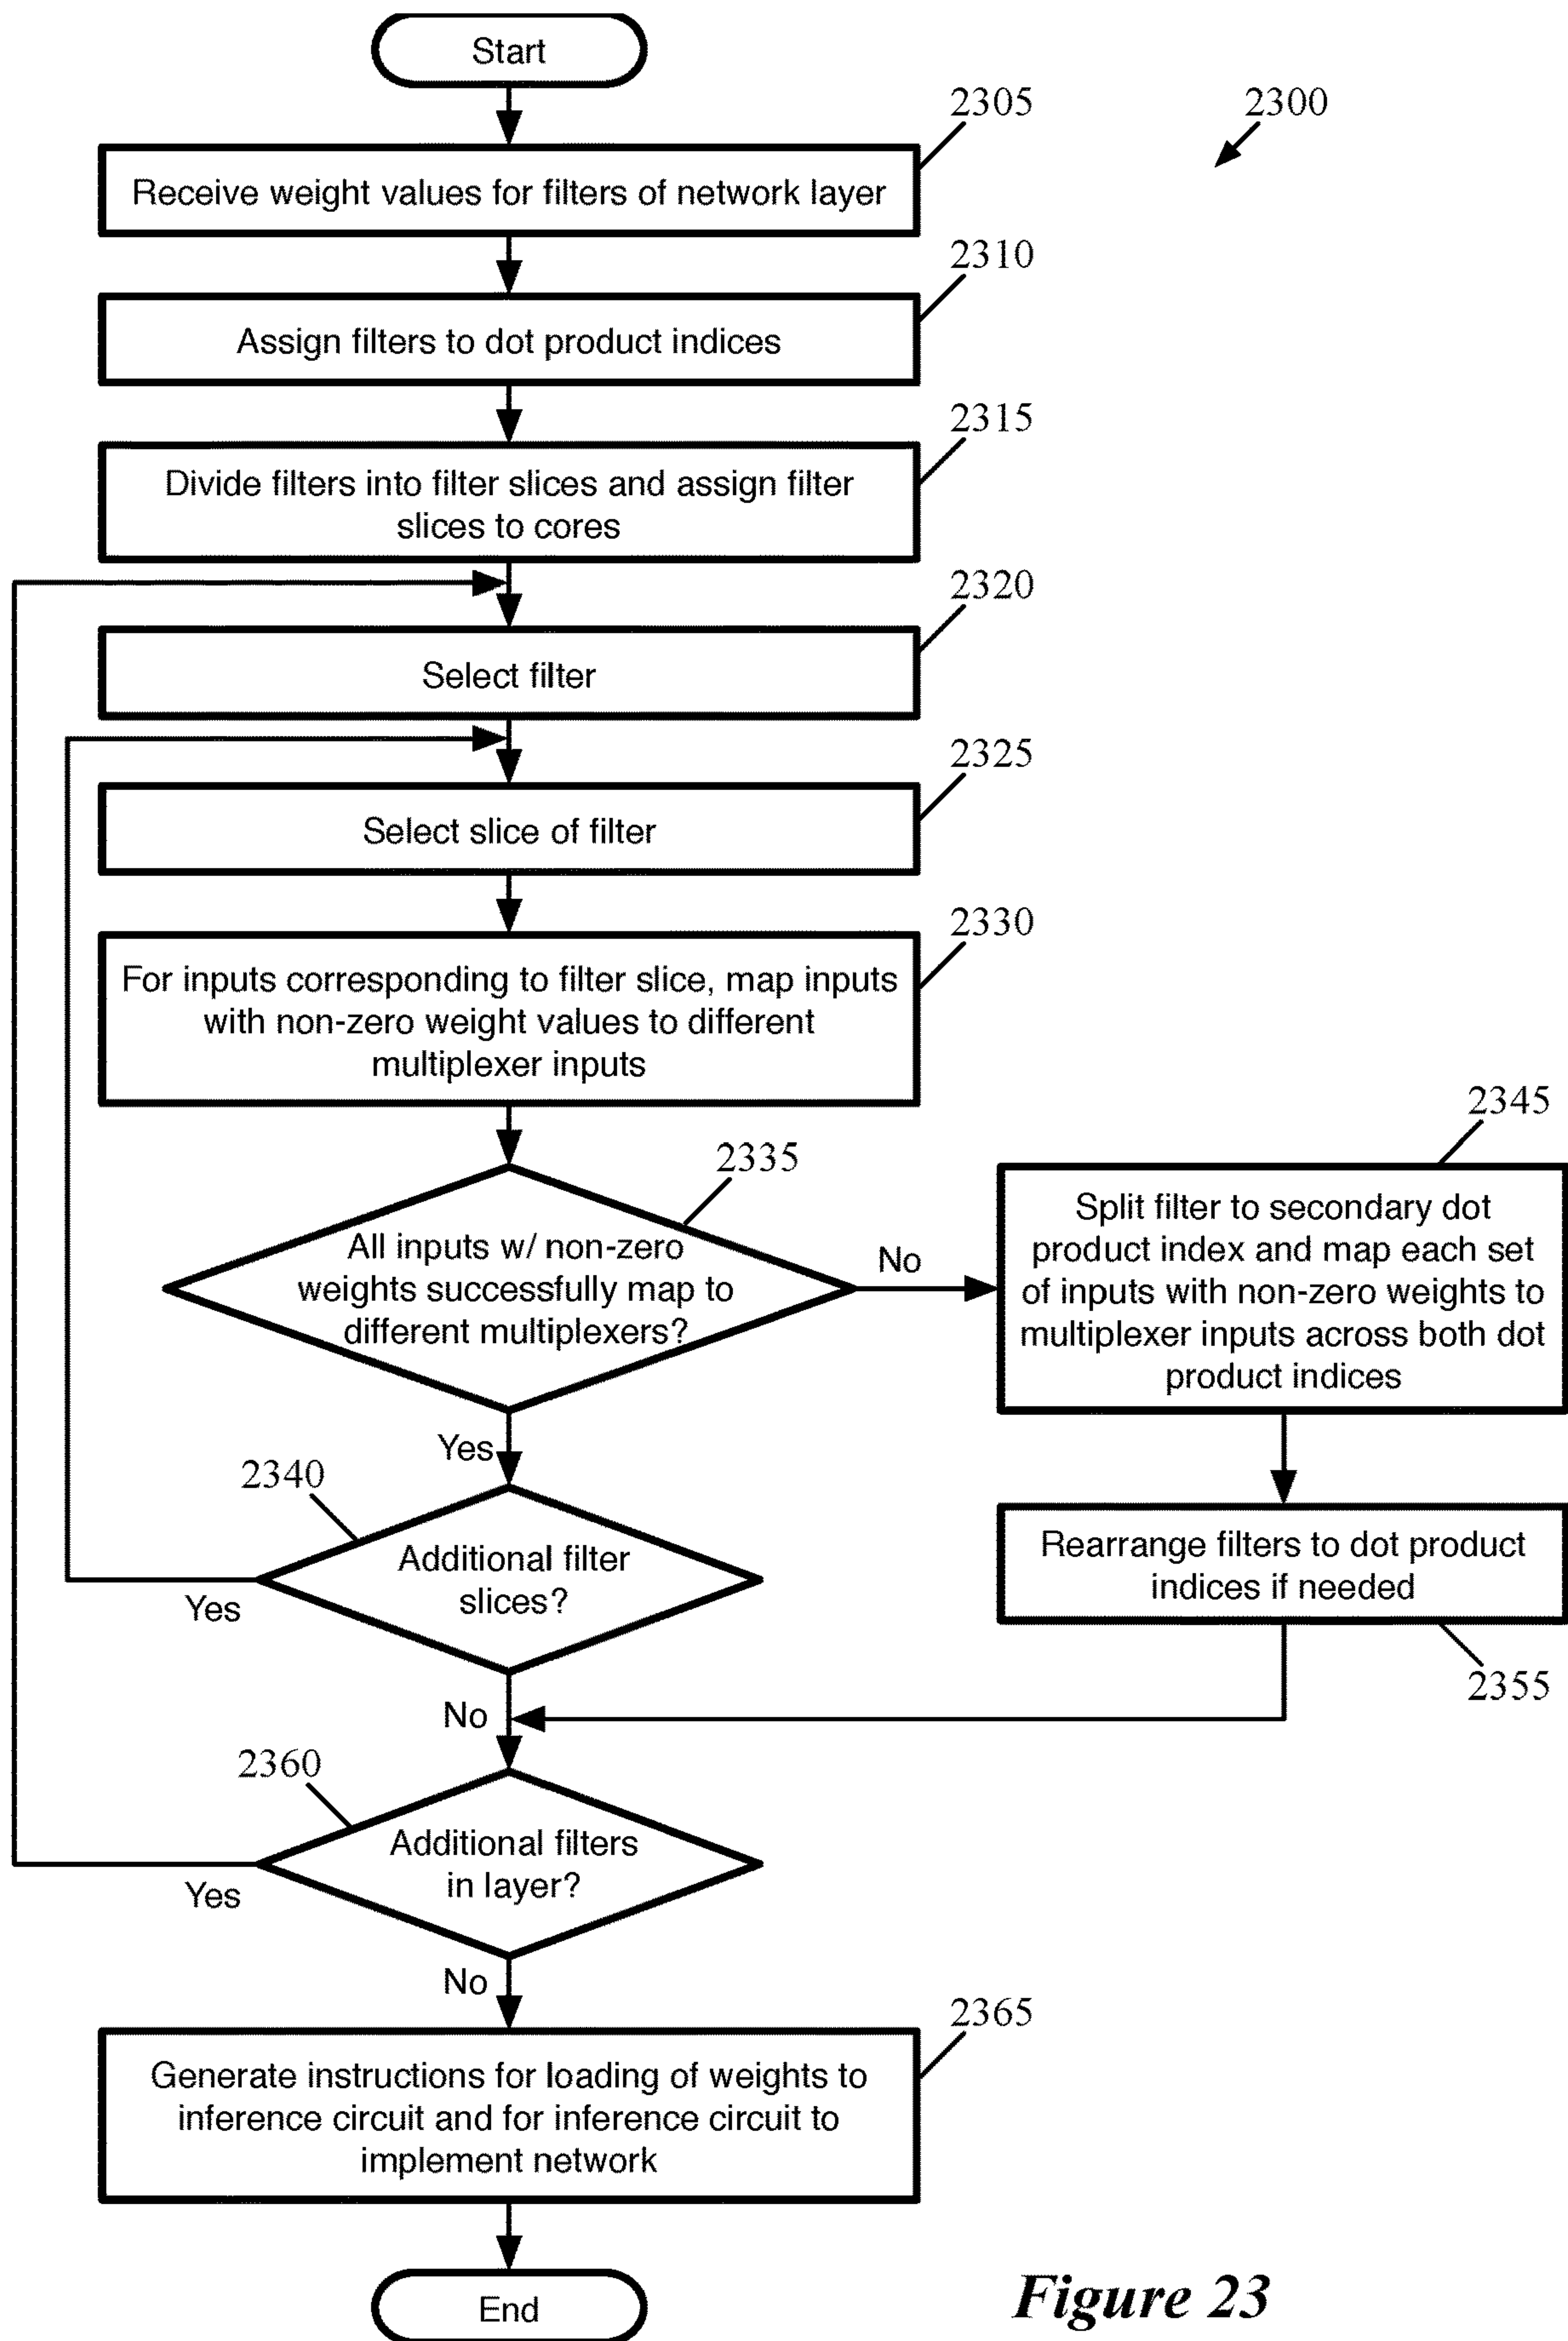 Start
2305
2300
Receive weight values for filters of network layer
2310
Assign filters to dot product indices
2315
Divide filters into filter slices and assign filter
slices to cores
2320
Select filter
2325
Select slice of filter
2330
For inputs corresponding to filter slice, map inputs
with non-zero weight values to different
multiplexer inputs
2335
All inputs w/ non-zero
weights successfully map to
different multiplexers?
No
2345
Split filter to secondary dot
product index and map each set
of inputs with non-zero weights to
multiplexer inputs across both dot
product indices
Yes
2340
Additional filter
slices?
Yes
Rearrange filters to dot product
indices if needed
2355
No
2360
Additional filters
in layer?
Yes
No
2365
Generate instructions for loading of weights to
inference circuit and for inference circuit to
implement network
End
Figure 23